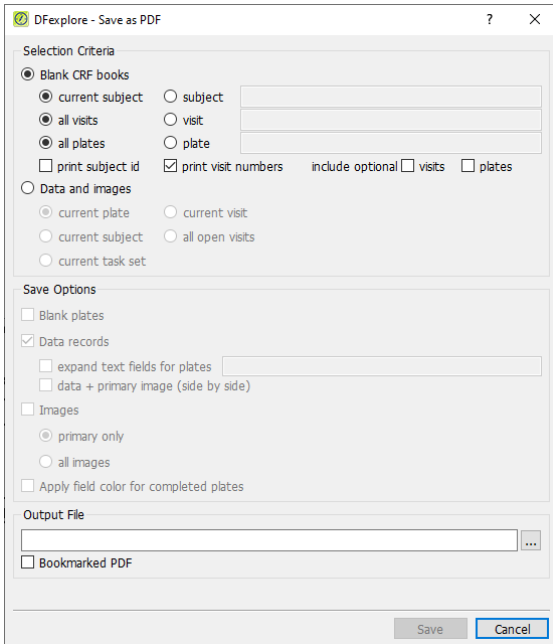 DFexplore - Save as PDF ? ×
Selection Criteria
Blank CRF books
current subject subject
all visits visit
all plates plate
print subject id print visit numbers include optional visits plates
Data and images
current plate current visit
current subject all open visits
current task set
Save Options
Blank plates
Data records
expand text fields for plates
data + primary image (side by side)
Images
primary only
all images
Apply field color for completed plates
Output File
...
Bookmarked PDF
Save Cancel